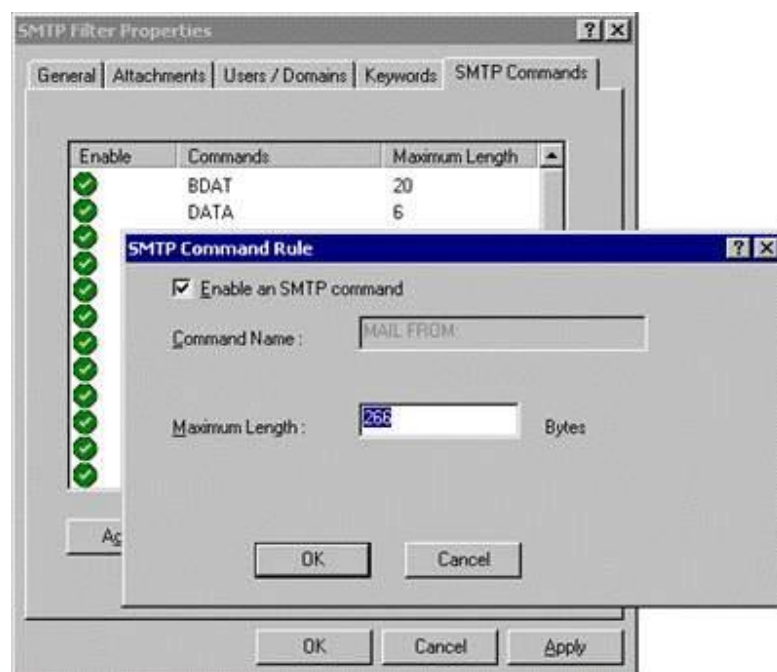 SMTP Filter Properties
General Attachments Users / Domains Keywords SMTP Commands
Enable Commands Maximum Length
BDAT 20
DATA 6
SMTP Command Rule
Enable an SMTP command
Command Name :
MAIL FROM:
Maximum Length :
266
Bytes
OK Cancel
OK Cancel Apply